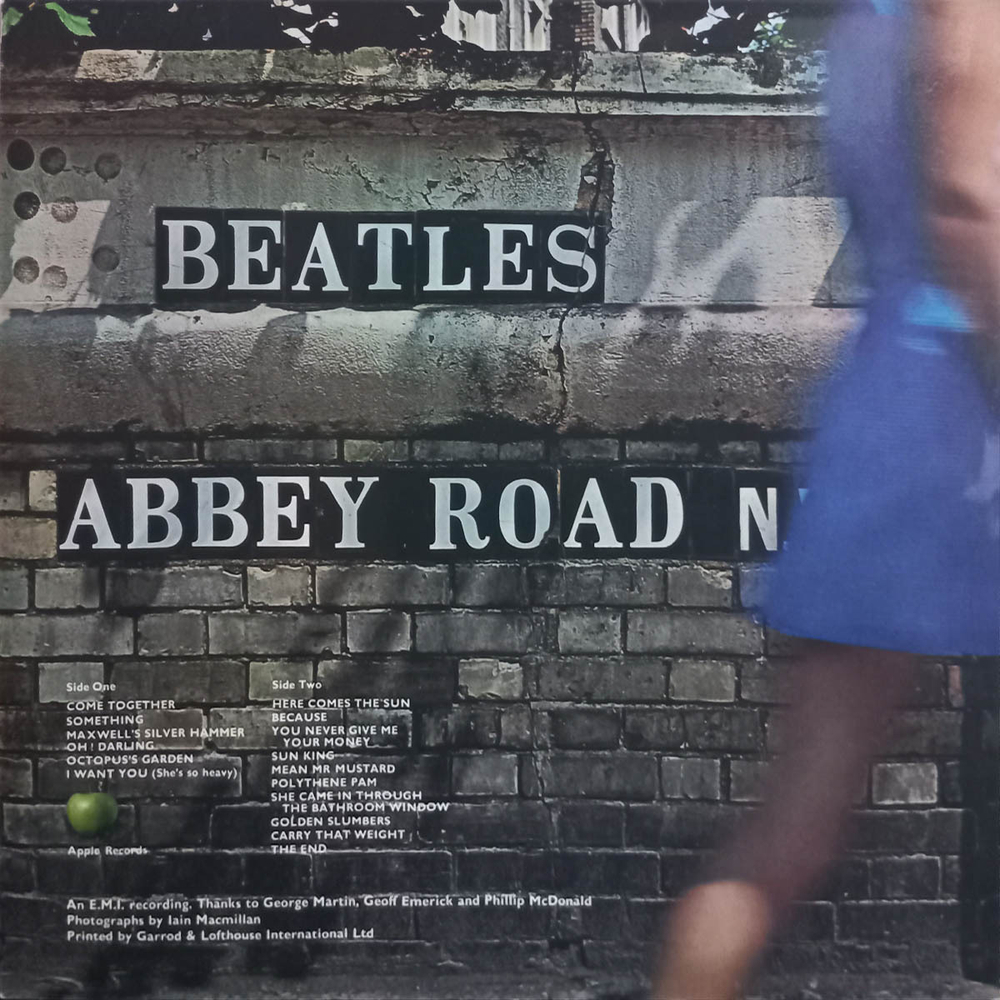 BEATLES
ABBEY ROAD N
Side One
COME TOGETHER
SOMETHING
MAXWELL'S SILVER HAMMER
OH! DARLING
OCTOPUS'S GARDEN
I WANT YOU (She's so heavy)
Apple Records
Side Two
HERE COMES THE SUN
BECAUSE
YOU NEVER GIVE ME
YOUR MONEY
SUN KING
MEAN MR MUSTARD
POLYTHENE PAM
SHE CAME IN THROUGH
THE BATHROOM WINDOW
GOLDEN SLUMBERS
CARRY THAT WEIGHT
THE END
An E.M.I. recording. Thanks to George Martin, Geoff Emerick and Phillip McDonald
Photographs by Iain Macmillan
Printed by Garrod & Lofthouse International Ltd